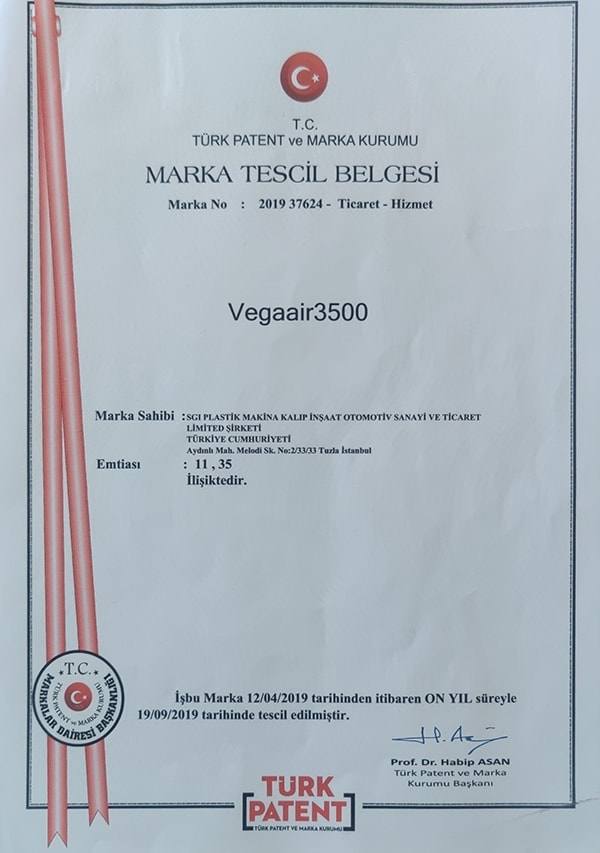 T.C.
TÜRK PATENT ve MARKA KURUMU
MARKA TESCİL BELGESİ
Marka No : 2019 37624 - Ticaret - Hizmet
Vegaair3500
Marka Sahibi :SGI PLASTİK MAKİNA KALIP İNŞAAT OTOMOTİV SANAYİ VE TİCARET
LİMİTED ŞİRKETİ
TÜRKİYE CUMHURİYETİ
Aydınlı Mah. Melodi Sk. No:2/33/33 Tuzla İstanbul
Emtiası : 11 , 35
İlişiktedir.
T.C.
TÜRK PATENT ve MARKA KURUMU
MARKALAR DAİRESİ BAŞKANLIĞI
İşbu Marka 12/04/2019 tarihinden itibaren ON YIL süreyle
19/09/2019 tarihinde tescil edilmiştir.
Prof. Dr. Habip ASAN
Türk Patent ve Marka
Kurumu Başkanı
TÜRK
PATENT
TÜRK PATENT VE MARKA KURUMU